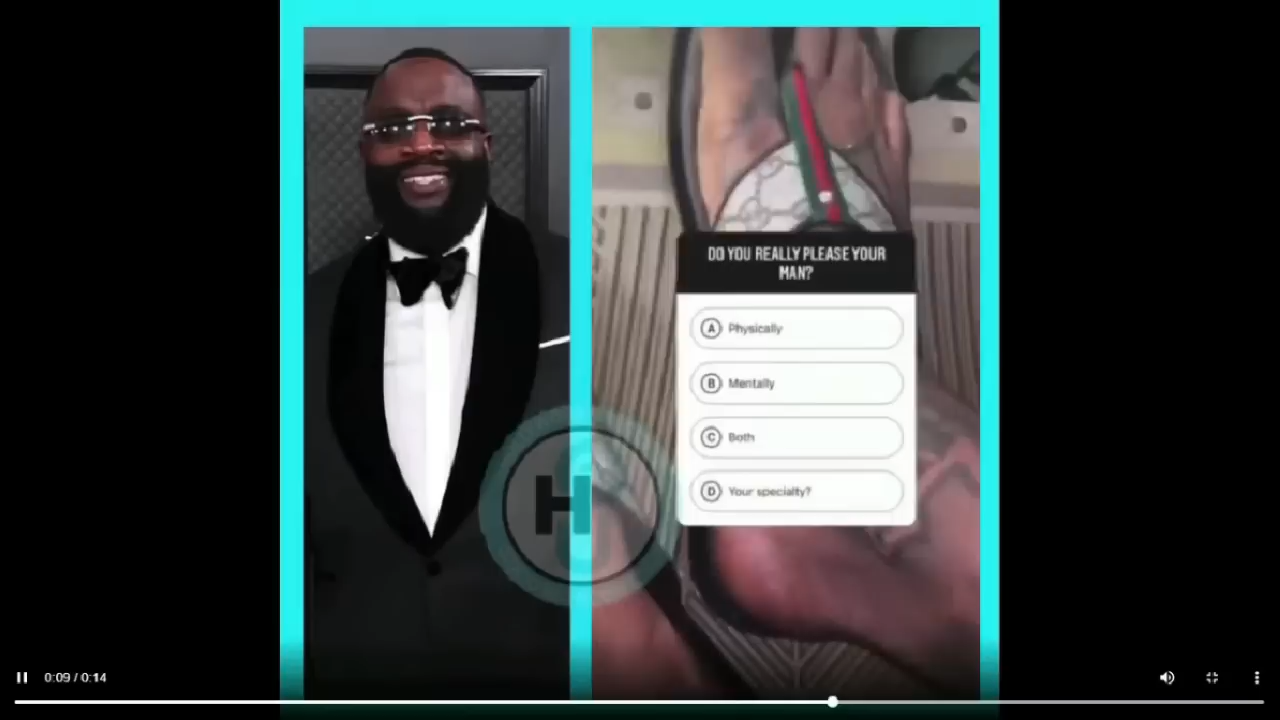 DO YOU REALLY PLEASE YOUR
MAN?
A Physically
B Mentally
C Both
D Your specialty?
H
0:09 / 0:14